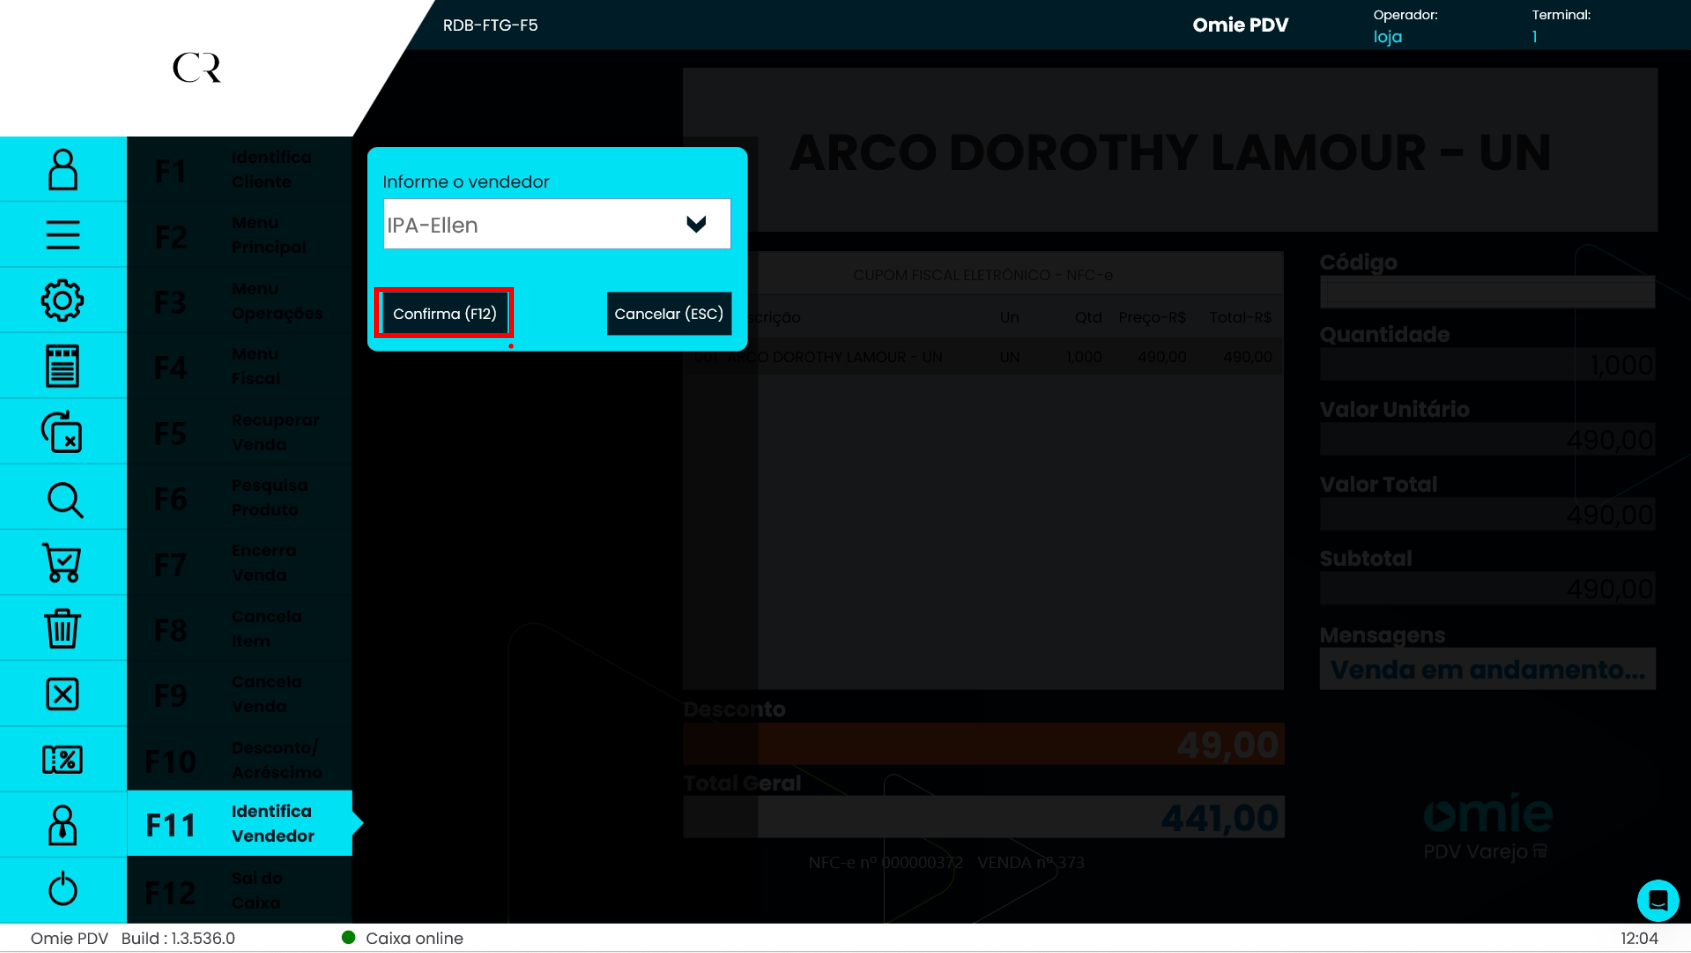 RDB-FTG-F5
Omie PDV
Operador:
loja
Terminal:
1
CR
F1 Identifica Cliente
F2 Menu Principal
F3 Menu Operações
F4 Menu Fiscal
F5 Recuperar Venda
F6 Pesquisa Produto
F7 Encerra Venda
F8 Cancela Item
F9 Cancela Venda
F10 Desconto/ Acréscimo
F11 Identifica Vendedor
F12 Sai do Caixa
Informe o vendedor
IPA-Ellen
Confirma (F12)
Cancelar (ESC)
ARCO DOROTHY LAMOUR - UN
CUPOM FISCAL ELETRÔNICO - NFC-e
Un Qtd Preço-R$ Total-R$
001 ARCO DOROTHY LAMOUR - UN UN 1,000 490,00 490,00
Código
Quantidade
1,000
Valor Unitário
490,00
Valor Total
490,00
Subtotal
490,00
Mensagens
Venda em andamento...
Desconto
49,00
Total Geral
441,00
NFC-e nº 000000372 VENDA nº 373
omie
PDV Varejo
Omie PDV Build : 1.3.536.0
Caixa online
12:04